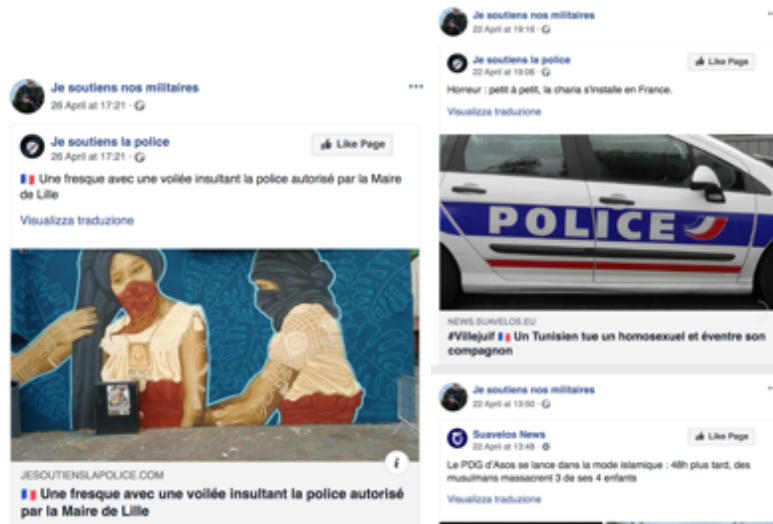 Je soutiens nos militaires
26 April at 17:21 ·
Je soutiens la police
26 April at 17:21 ·
Like Page
Une fresque avec une voilée insultant la police autorisé par la Maire
de Lille
Visualizza traduzione
JESOUTIENSLAPOLICE.COM
Une fresque avec une voilée insultant la police autorisé
par la Maire de Lille
Je soutiens nos militaires
22 April at 19:16 ·
Je soutiens la police
22 April at 19:06 ·
Like Page
Horreur : petit à petit, la charia s'installe en France.
Visualizza traduzione
POLICE
NEWS.SUAVELOS.EU
#Villejuif Un Tunisien tue un homosexuel et éventre son
compagnon
Je soutiens nos militaires
22 April at 13:50 ·
Suavelos News
22 April at 13:48 ·
Like Page
Le PDG d'Asos se lance dans la mode islamique : 48h plus tard, des
musulmans massacrent 3 de ses 4 enfants
Visualizza traduzione